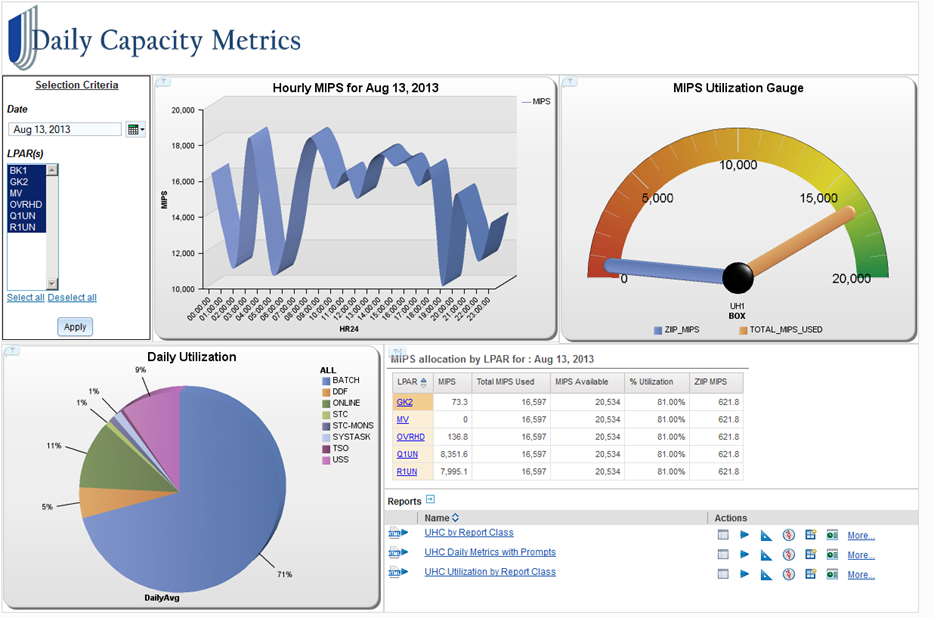 Daily Capacity Metrics
Selection Criteria
Date
Aug 13, 2013
LPAR(s)
BK1
GK2
MV
OVRHD
Q1UN
R1UN
Select all Deselect all
Apply
Hourly MIPS for Aug 13, 2013
MIPS
20,000
18,000
16,000
14,000
12,000
10,000
MIPS
00:00:00
01:00:00
02:00:00
03:00:00
04:00:00
05:00:00
06:00:00
07:00:00
08:00:00
09:00:00
10:00:00
11:00:00
12:00:00
13:00:00
14:00:00
15:00:00
16:00:00
17:00:00
18:00:00
19:00:00
20:00:00
21:00:00
22:00:00
23:00:00
HR24
MIPS Utilization Gauge
0
5,000
10,000
15,000
20,000
UH1
BOX
ZIIP_MIPS TOTAL_MIPS_USED
Daily Utilization
9%
1%
1%
11%
5%
71%
DailyAvg
ALL
BATCH
DDF
ONLINE
STC
STC-MONS
SYSTASK
TSO
USS
MIPS allocation by LPAR for : Aug 13, 2013
LPAR MIPS Total MIPS Used MIPS Available % Utilization ZIIP MIPS
GK2 73.3 16,597 20,534 81.00% 621.8
MV 0 16,597 20,534 81.00% 621.8
OVRHD 136.8 16,597 20,534 81.00% 621.8
Q1UN 8,351.6 16,597 20,534 81.00% 621.8
R1UN 7,995.1 16,597 20,534 81.00% 621.8
Reports
Name Actions
UHC by Report Class More...
UHC Daily Metrics with Prompts More...
UHC Utilization by Report Class More...